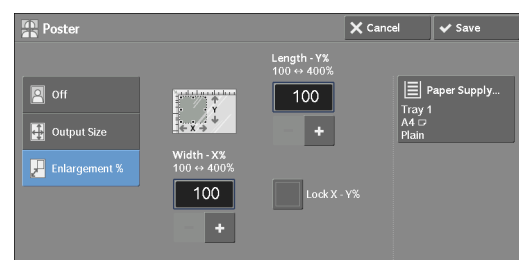 Poster
Cancel
Save
Off
Output Size
Enlargement %
Y
X
Width - X%
100 ↔ 400%
100
- +
Length - Y%
100 ↔ 400%
100
- +
Lock X - Y%
Paper Supply...
Tray 1
A4
Plain